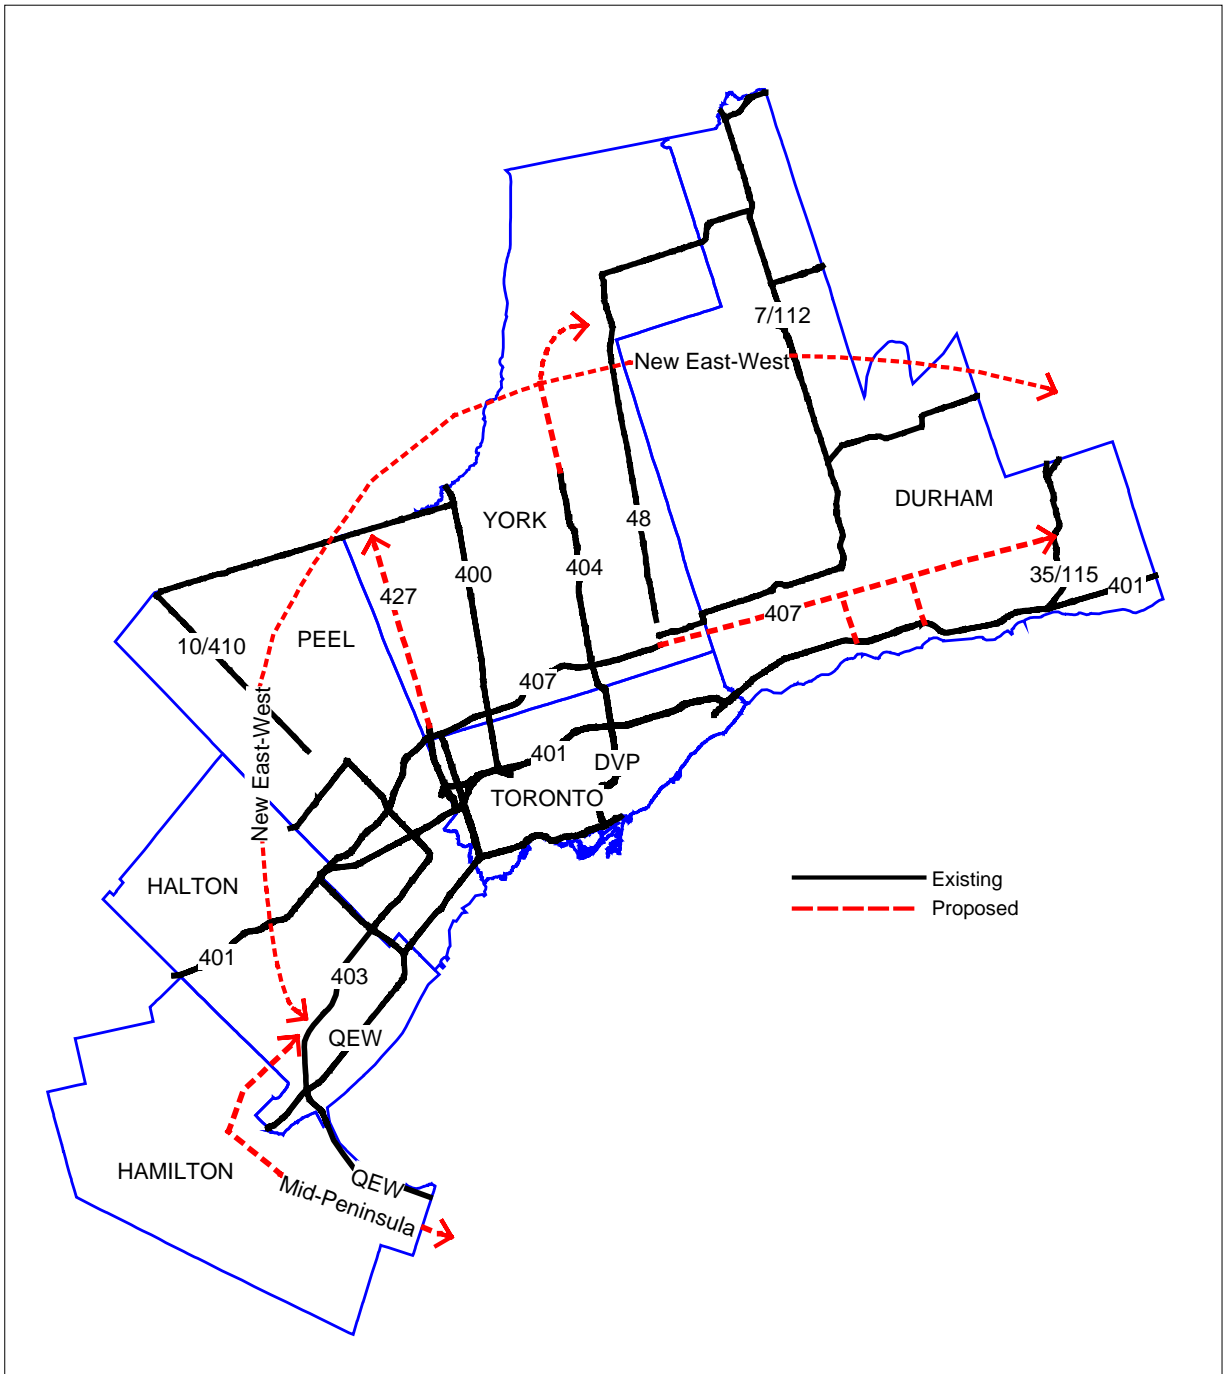 7/112
New East-West
DURHAM
YORK
48
400
404
35/115
401
427
407
10/410
PEEL
407
New East-West
401
DVP
TORONTO
HALTON
Existing
Proposed
401
403
QEW
HAMILTON
QEW
Mid-Peninsula